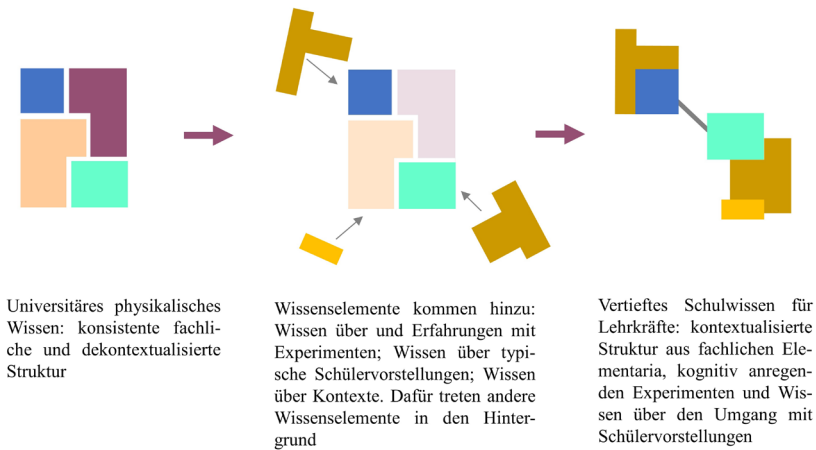 Universitäres physikalisches
Wissen: konsistente fachli-
che und dekontextualisierte
Struktur
Wissenselemente kommen hinzu:
Wissen über und Erfahrungen mit
Experimenten; Wissen über typi-
sche Schülervorstellungen; Wissen
über Kontexte. Dafür treten andere
Wissenselemente in den Hinter-
grund
Vertieftes Schulwissen für
Lehrkräfte: kontextualisierte
Struktur aus fachlichen Ele-
mentaria, kognitiv anregen-
den Experimenten und Wis-
sen über den Umgang mit
Schülervorstellungen